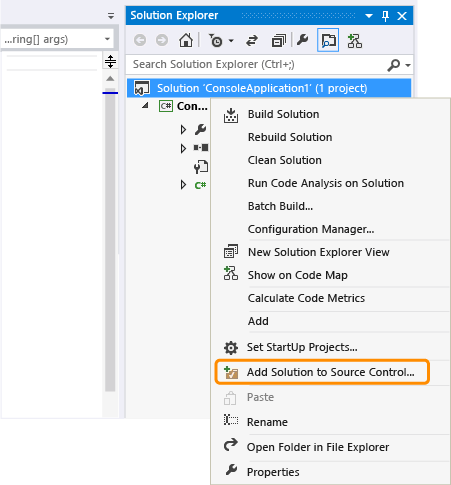 Solution Explorer
...ring[] args)
Search Solution Explorer (Ctrl+;)
Solution 'ConsoleApplication1' (1 project)
C# Con...
C#
Build Solution
Rebuild Solution
Clean Solution
Run Code Analysis on Solution
Batch Build...
Configuration Manager...
New Solution Explorer View
Show on Code Map
Calculate Code Metrics
Add
Set StartUp Projects...
Add Solution to Source Control...
Paste
Rename
Open Folder in File Explorer
Properties